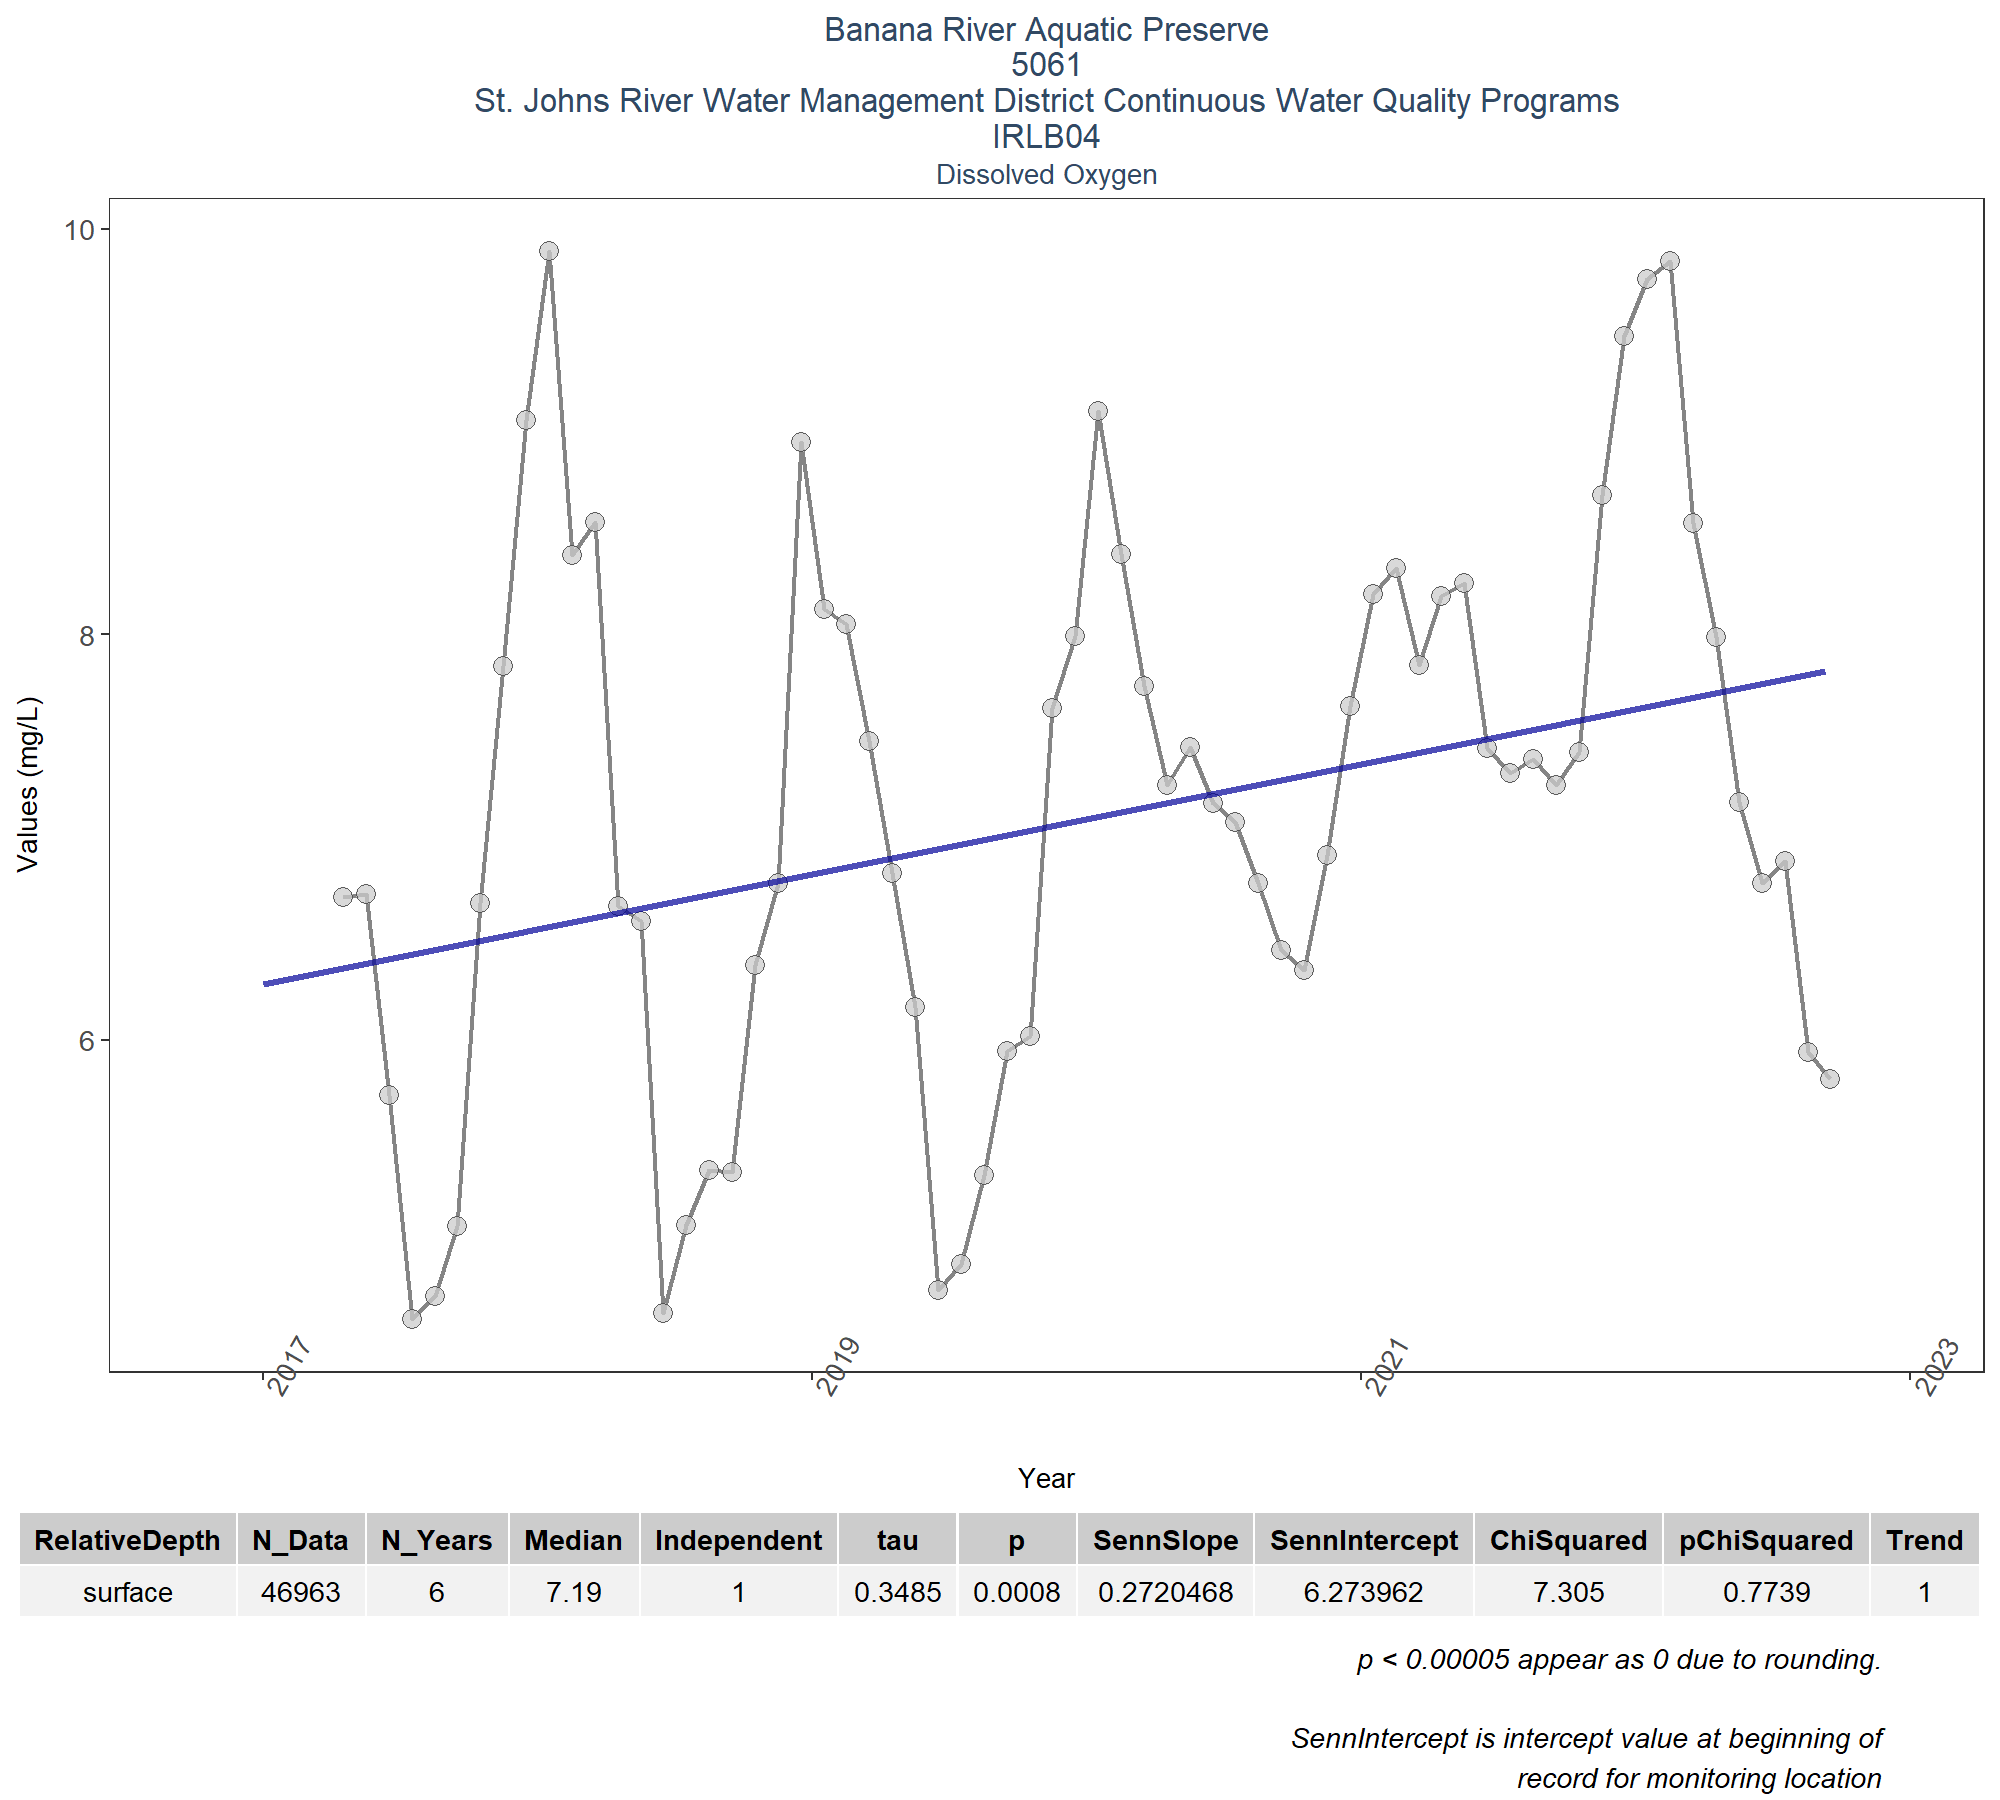 Banana River Aquatic Preserve
5061
St. Johns River Water Management District Continuous Water Quality Programs
IRLB04
Dissolved Oxygen
10
8
6
Values (mg/L)
2017
2019
2021
2023
Year
RelativeDepth N_Data N_Years Median Independent tau p SennSlope SennIntercept ChiSquared pChiSquared Trend
surface 46963 6 7.19 1 0.3485 0.0008 0.2720468 6.273962 7.305 0.7739 1
p < 0.00005 appear as 0 due to rounding.
SennIntercept is intercept value at beginning of
record for monitoring location